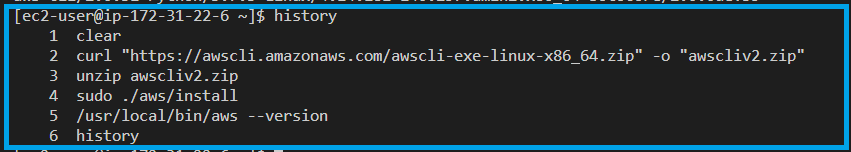 [ec2-user@ip-172-31-22-6 ~]$ history
1 clear
2 curl "https://awscli.amazonaws.com/awscli-exe-linux-x86_64.zip" -o "awscliv2.zip"
3 unzip awscliv2.zip
4 sudo ./aws/install
5 /usr/local/bin/aws --version
6 history